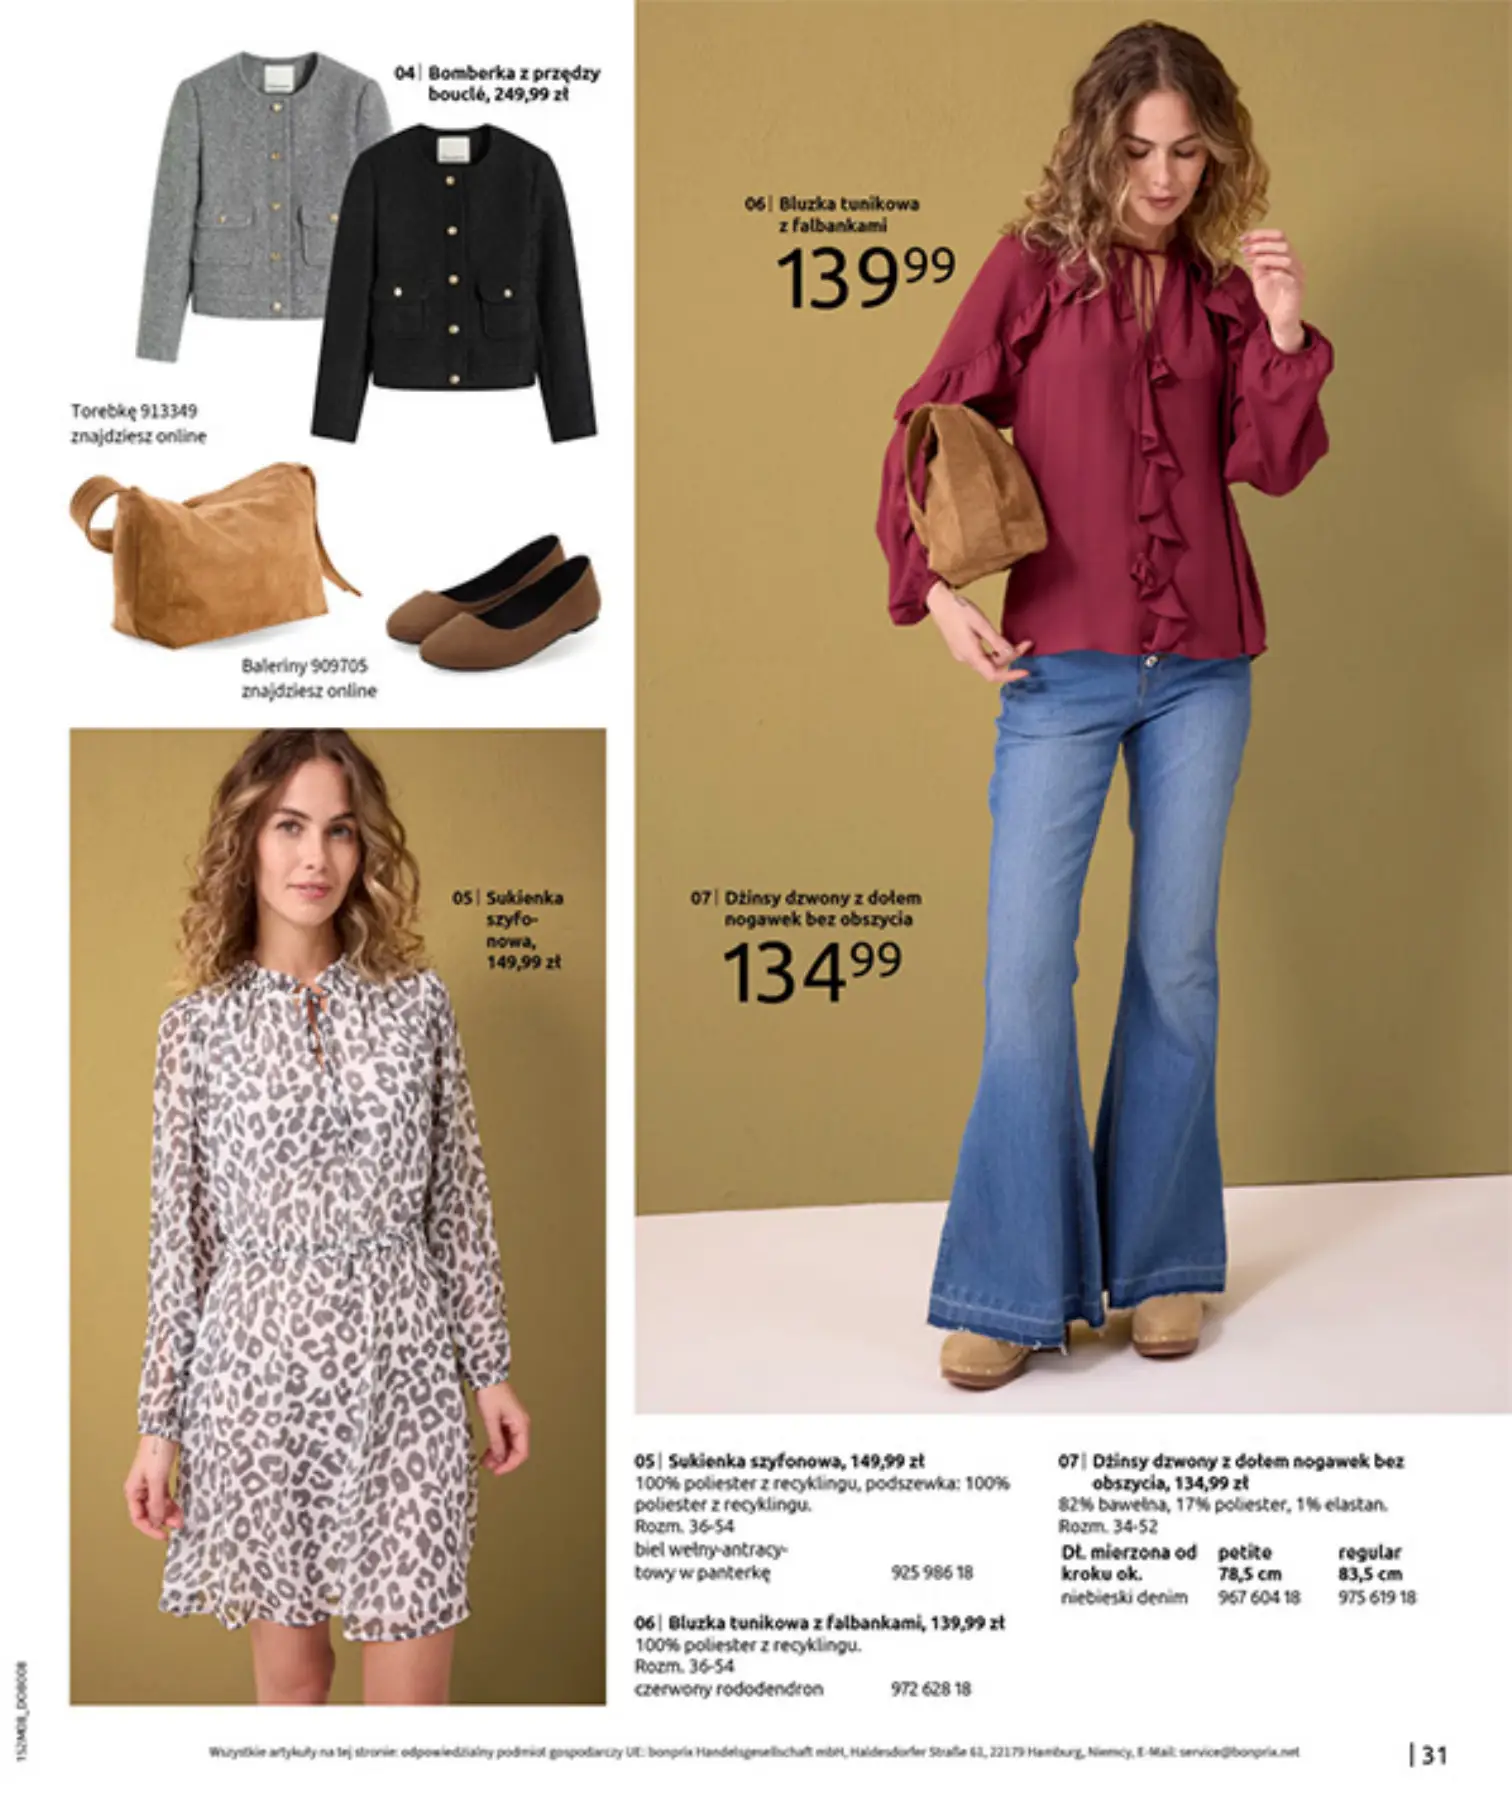 04| Bomberka z przędzy
bouclé, 249,99 zł
Torebkę 913349
znajdziesz online
Baleriny 909705
znajdziesz online
06| Bluzka tunikowa
z falbankami
139⁹⁹
05| Sukienka
szyfo-
nowa,
149,99 zł
07| Dżinsy dzwony z dołem
nogawek bez obszycia
134⁹⁹
05| Sukienka szyfonowa, 149,99 zł
100% poliester z recyklingu, podszewka: 100%
poliester z recyklingu.
Rozm. 36-54
biel wełny-antracy-
towy w panterkę 925 986 18
06| Bluzka tunikowa z falbankami, 139,99 zł
100% poliester z recyklingu.
Rozm. 36-54
czerwony rododendron 972 628 18
07| Dżinsy dzwony z dołem nogawek bez
obszycia, 134,99 zł
82% bawełna, 17% poliester, 1% elastan.
Rozm. 34-52
Dł. mierzona od petite regular
kroku ok. 78,5 cm 83,5 cm
niebieski denim 967 604 18 975 619 18
152M08_DOB008
Wszystkie artykuły na tej stronie: odpowiedzialny podmiot gospodarczy UE: bonprix Handelsgesellschaft mbH, Haldesdorfer Straße 61, 22179 Hamburg, Niemcy, E-Mail: service@bonprix.net
| 31